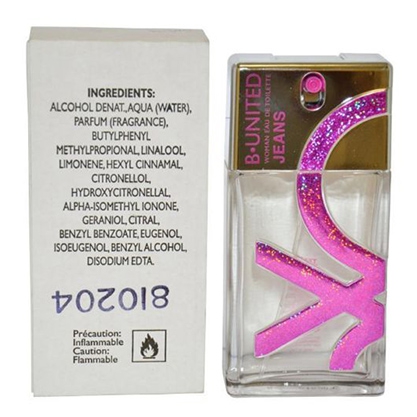 INGREDIENTS:
ALCOHOL DENAT., AQUA (WATER),
PARFUM (FRAGRANCE),
BUTYLPHENYL
METHYLPROPIONAL, LINALOOL,
LIMONENE, HEXYL CINNAMAL,
CITRONELLOL,
HYDROXYCITRONELLAL,
ALPHA-ISOMETHYL IONONE,
GERANIOL, CITRAL,
BENZYL BENZOATE, EUGENOL,
ISOEUGENOL, BENZYL ALCOHOL,
DISODIUM EDTA.
810204
Précaution:
Inflammable
Caution:
Flammable
B•UNITED
WOMAN EAU DE TOILETTE
JEANS